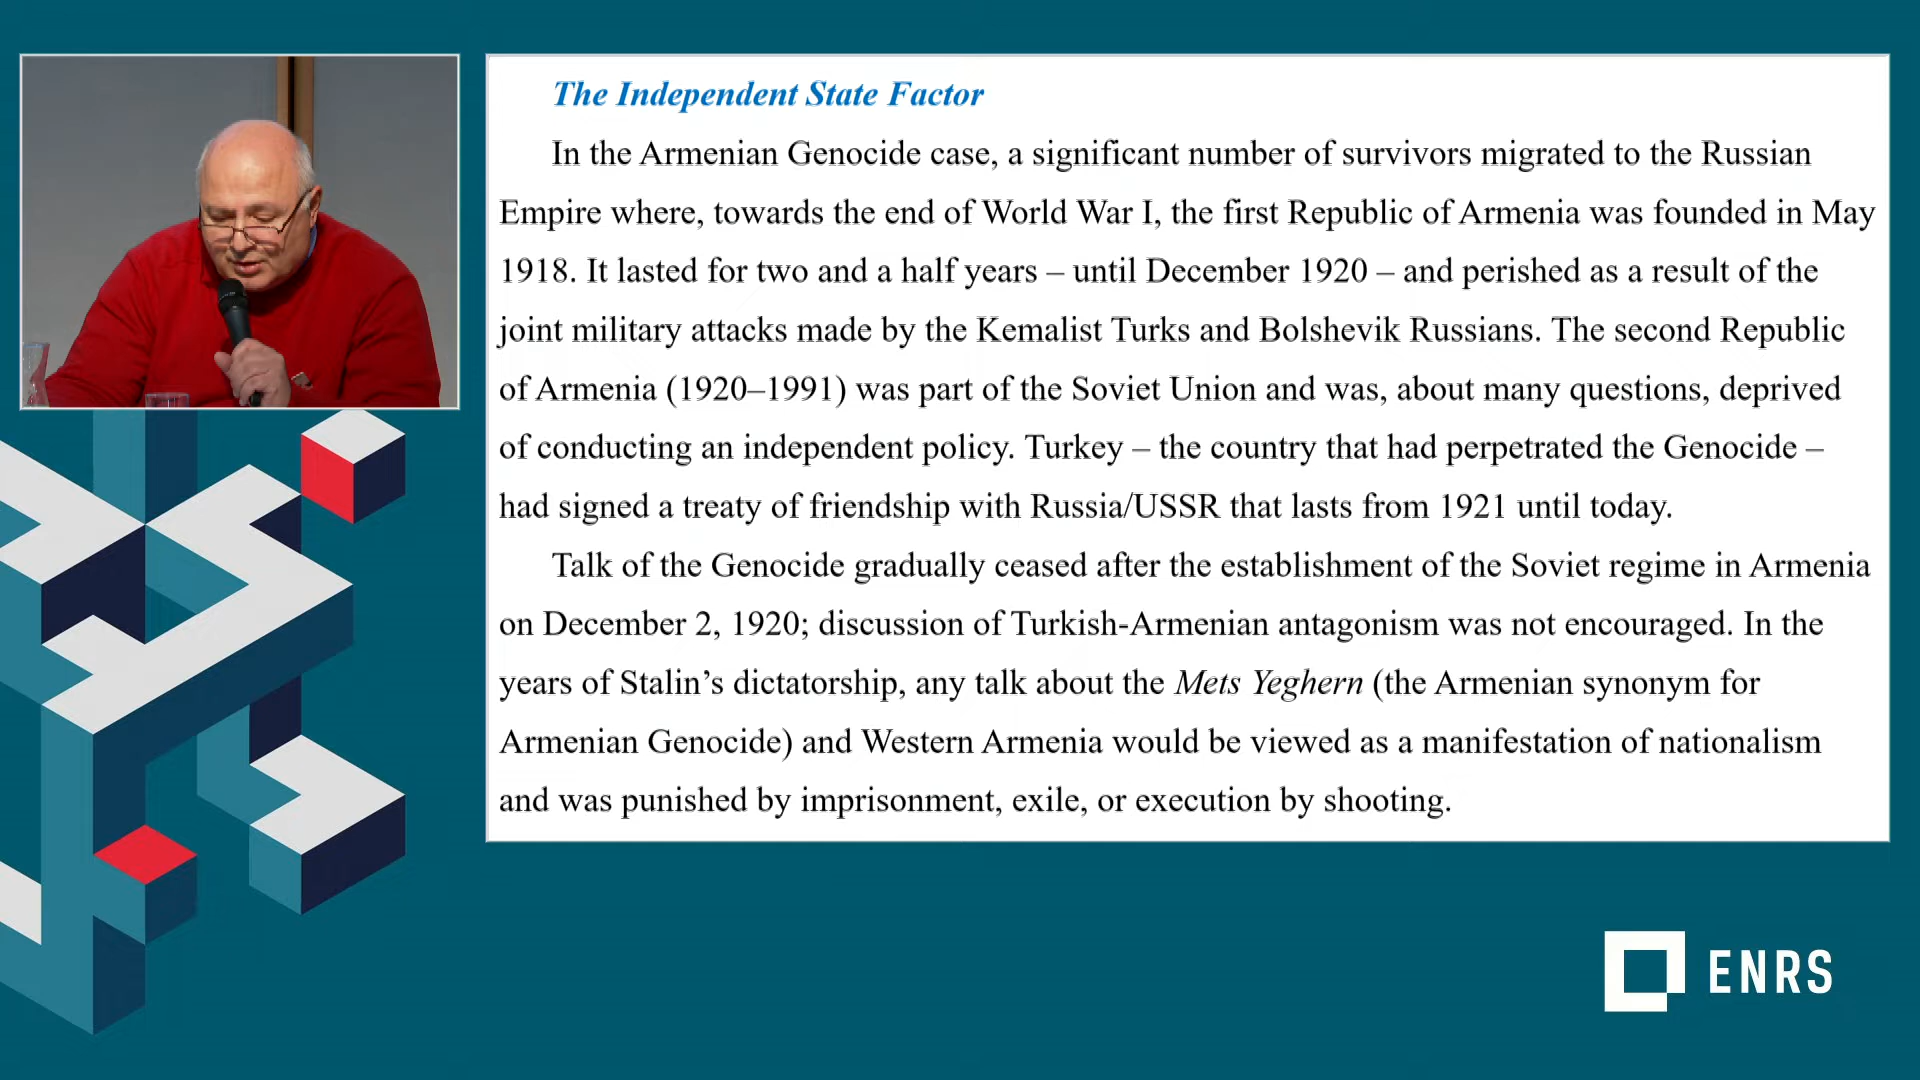 The Independent State Factor
In the Armenian Genocide case, a significant number of survivors migrated to the Russian
Empire where, towards the end of World War I, the first Republic of Armenia was founded in May
1918. It lasted for two and a half years – until December 1920 – and perished as a result of the
joint military attacks made by the Kemalist Turks and Bolshevik Russians. The second Republic
of Armenia (1920–1991) was part of the Soviet Union and was, about many questions, deprived
of conducting an independent policy. Turkey – the country that had perpetrated the Genocide –
had signed a treaty of friendship with Russia/USSR that lasts from 1921 until today.
Talk of the Genocide gradually ceased after the establishment of the Soviet regime in Armenia
on December 2, 1920; discussion of Turkish-Armenian antagonism was not encouraged. In the
years of Stalin’s dictatorship, any talk about the Mets Yeghern (the Armenian synonym for
Armenian Genocide) and Western Armenia would be viewed as a manifestation of nationalism
and was punished by imprisonment, exile, or execution by shooting.
ENRS